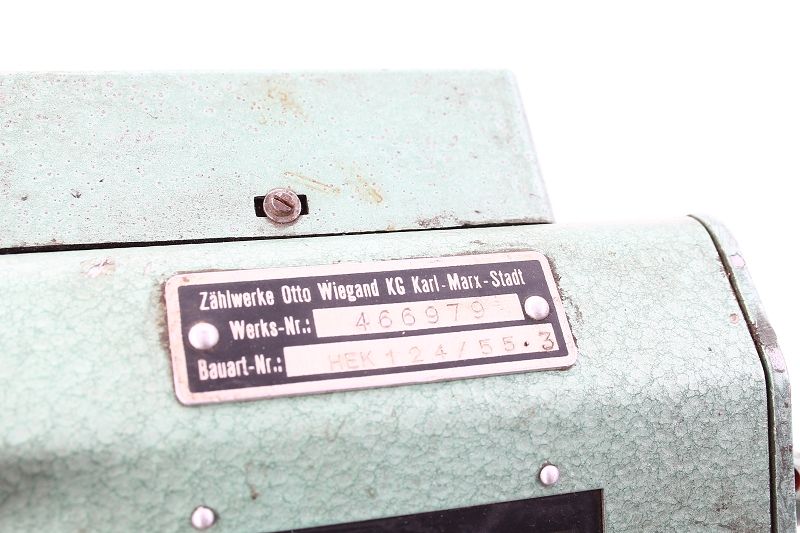 Zählwerke Otto Wiegand KG Karl-Marx-Stadt
Werks-Nr.: 466979
Bauart-Nr.: HEK 124/55.3